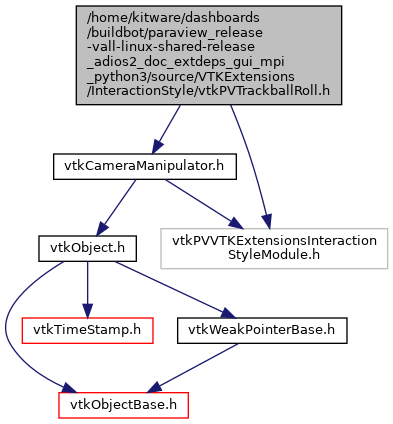 /home/kitware/dashboards
/buildbot/paraview_release
-vall-linux-shared-release
_adios2_doc_extdeps_gui_mpi
_python3/source/VTKExtensions
/InteractionStyle/vtkPVTrackballRoll.h
vtkCameraManipulator.h
vtkObject.h
vtkPVVTKExtensionsInteraction
StyleModule.h
vtkTimeStamp.h
vtkWeakPointerBase.h
vtkObjectBase.h